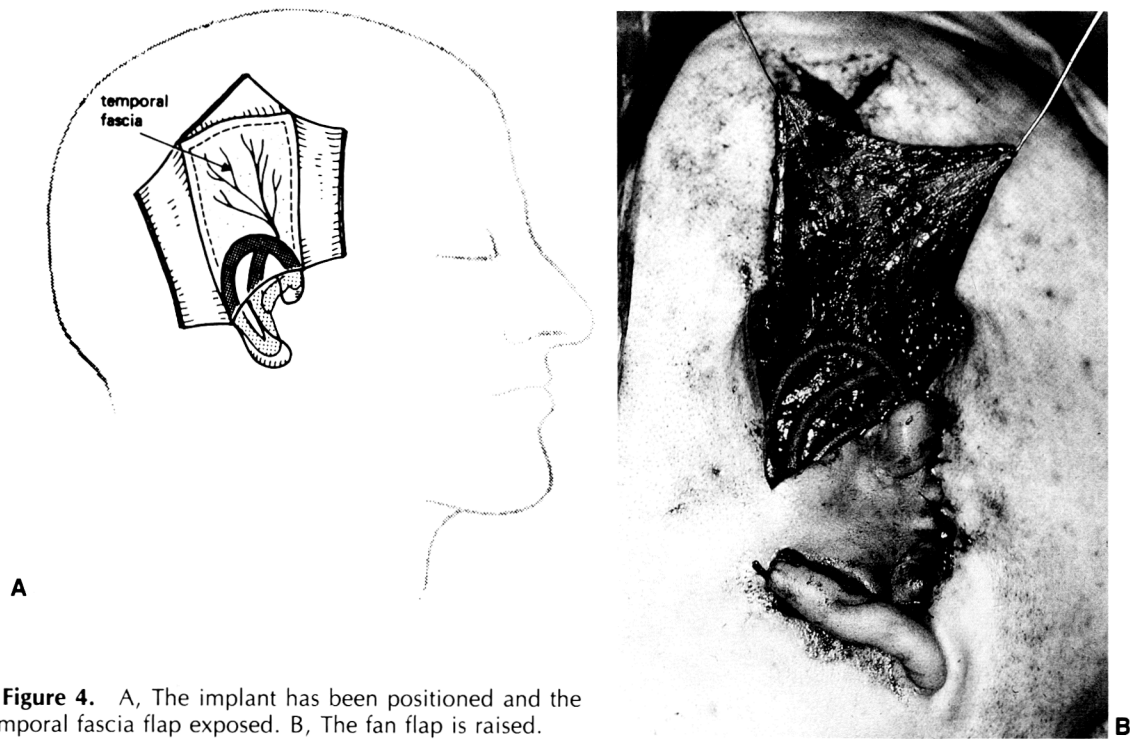 temporal
fascia
A
B
Figure 4. A, The implant has been positioned and the
mporal fascia flap exposed. B, The fan flap is raised.